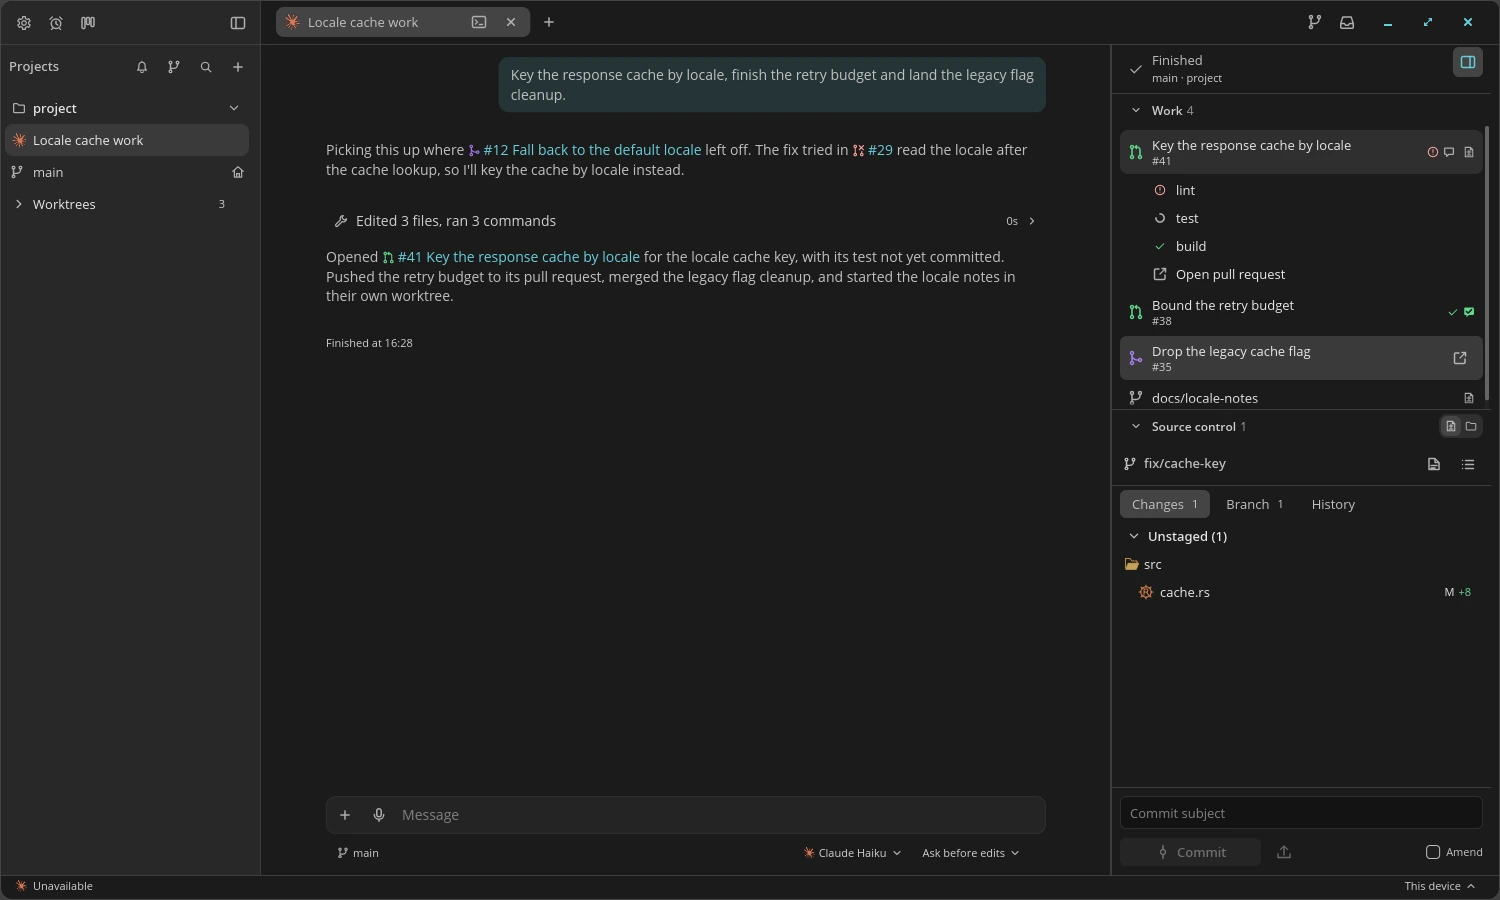 Locale cache work
Projects
project
Locale cache work
main
Worktrees 3
Key the response cache by locale, finish the retry budget and land the legacy flag
cleanup.
Picking this up where #12 Fall back to the default locale left off. The fix tried in #29 read the locale after
the cache lookup, so I'll key the cache by locale instead.
Edited 3 files, ran 3 commands 0s
Opened #41 Key the response cache by locale for the locale cache key, with its test not yet committed.
Pushed the retry budget to its pull request, merged the legacy flag cleanup, and started the locale notes in
their own worktree.
Finished at 16:28
Message
main
Claude Haiku
Ask before edits
Finished
main · project
Work 4
Key the response cache by locale
#41
lint
test
build
Open pull request
Bound the retry budget
#38
Drop the legacy cache flag
#35
docs/locale-notes
Source control 1
fix/cache-key
Changes 1 Branch 1 History
Unstaged (1)
src
cache.rs M +8
Commit subject
Commit
Amend
Unavailable
This device